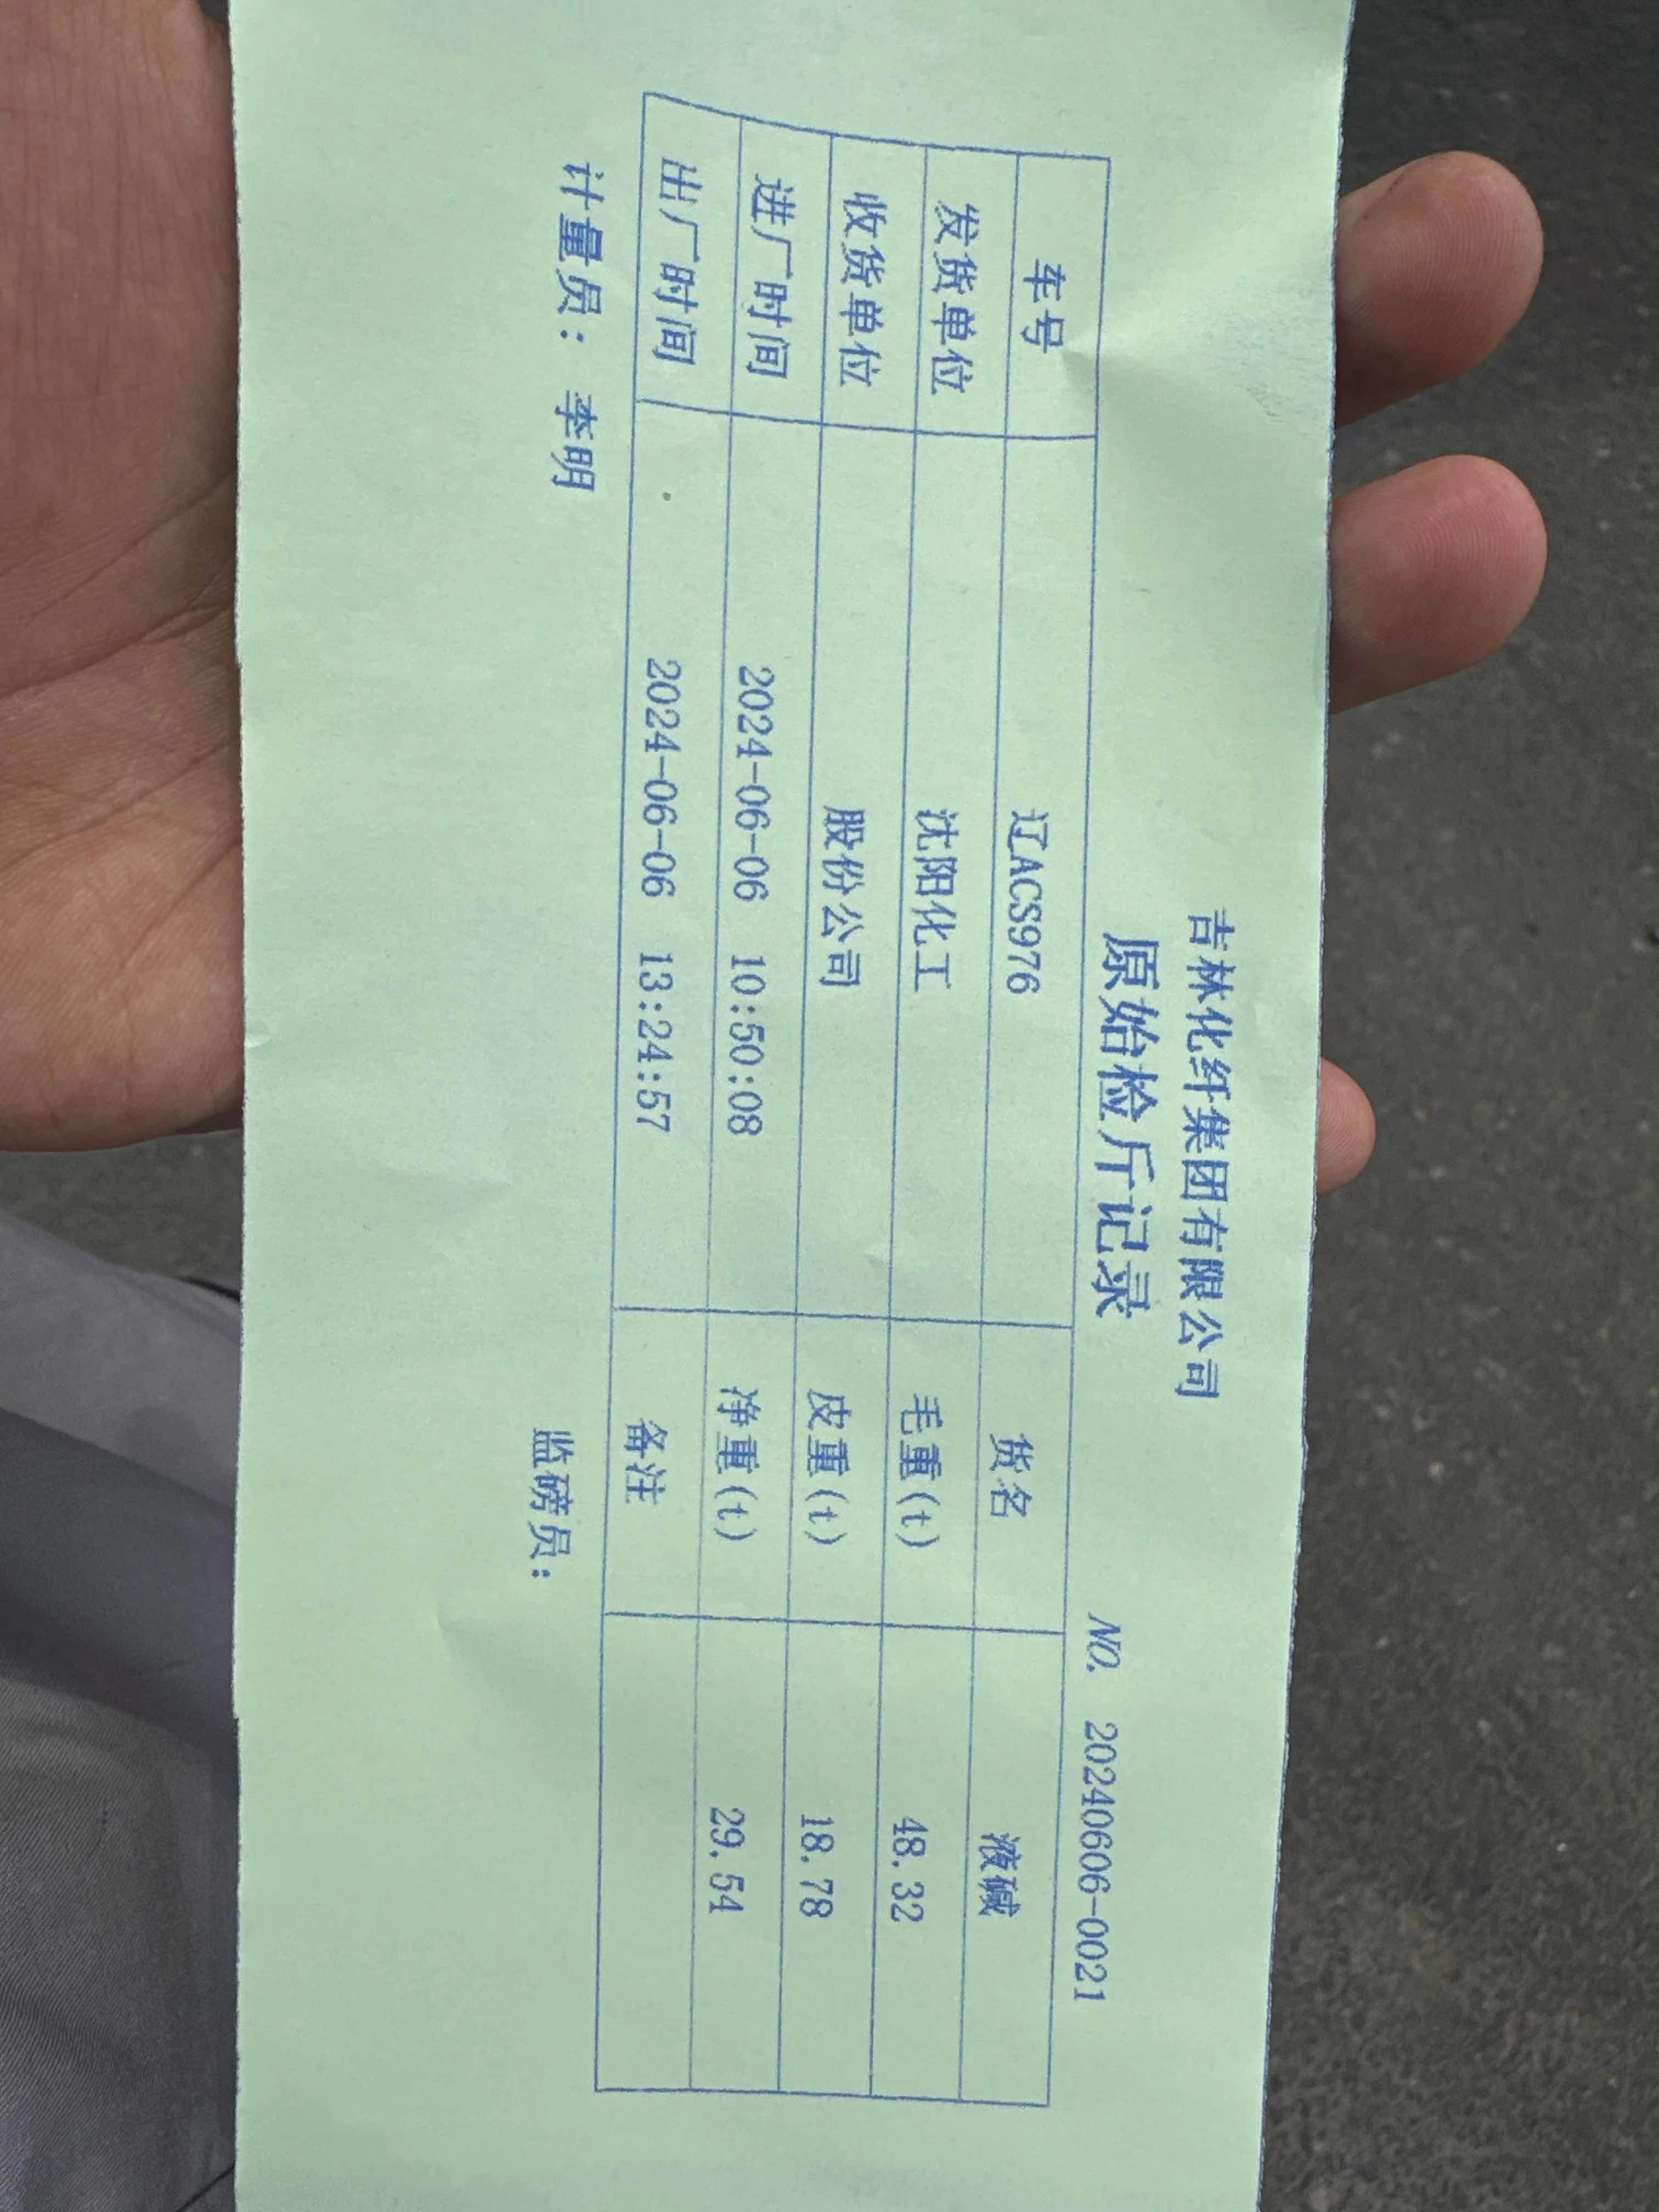 吉林化纤集团有限公司
原始检斤记录
NO. 20240606-0021
车号 辽ACS976 货名 液碱
发货单位 沈阳化工 毛重(t) 48.32
收货单位 股份公司 皮重(t) 18.78
进厂时间 2024-06-06 10:50:08 净重(t) 29.54
出厂时间 2024-06-06 13:24:57 备注
计量员: 李明 监磅员: